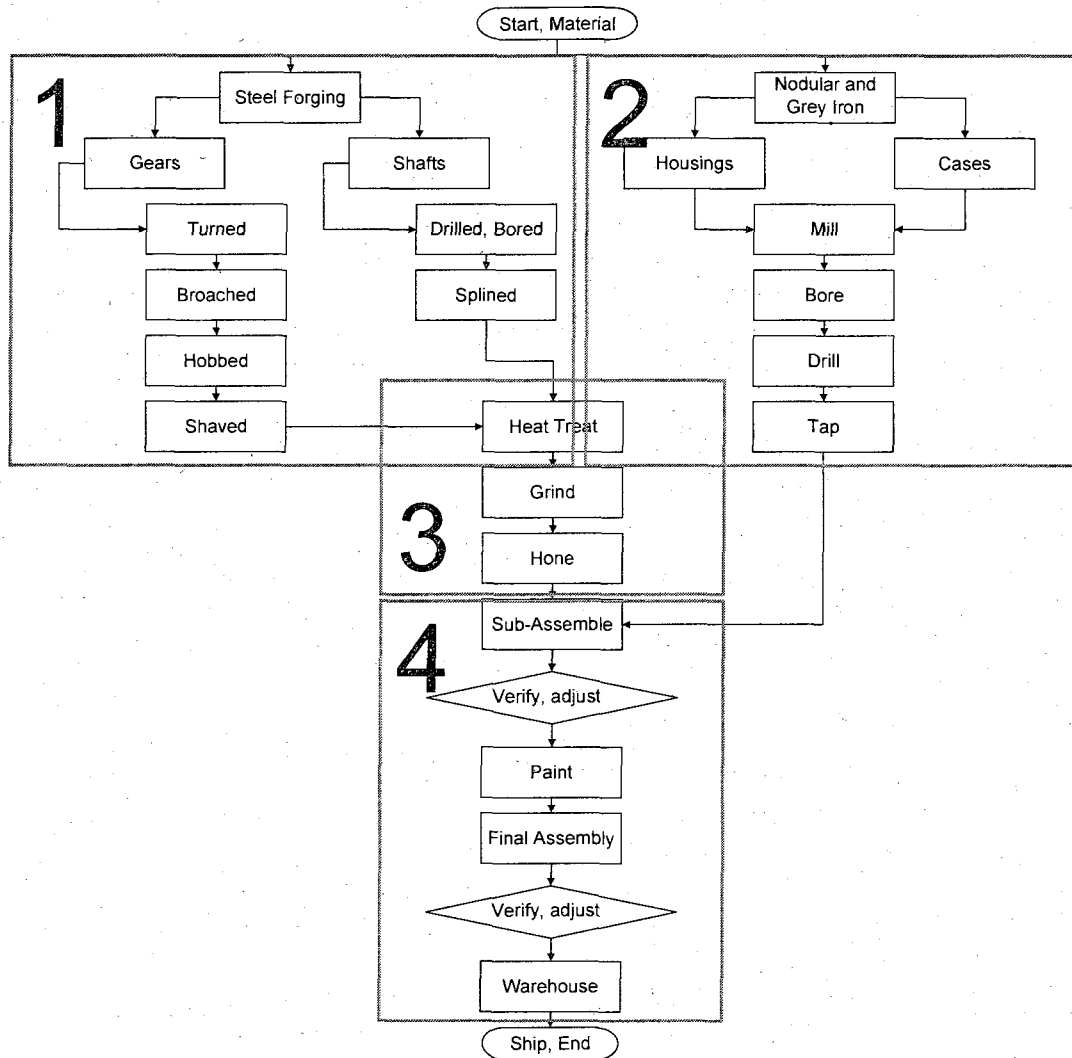 Start, Material
1
Steel Forging
Gears
Shafts
Turned
Drilled, Bored
Broached
Splined
Hobbed
Shaved
2
Nodular and
Grey Iron
Housings
Cases
Mill
Bore
Drill
Tap
3
Heat Treat
Grind
Hone
4
Sub-Assemble
Verify, adjust
Paint
Final Assembly
Verify, adjust
Warehouse
Ship, End